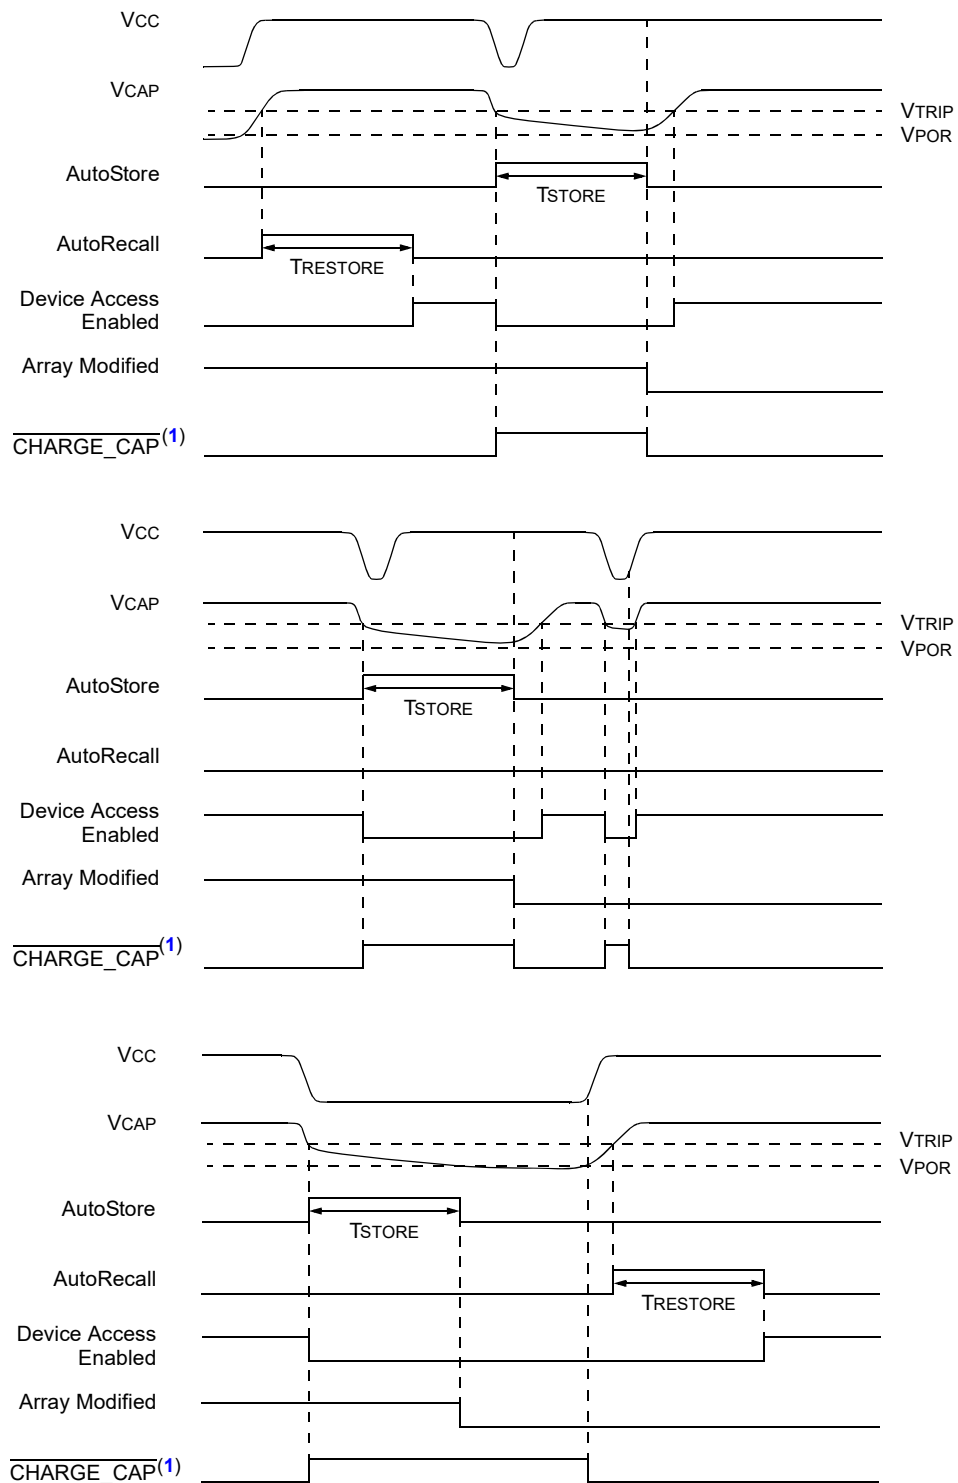 VCC
VCAP
VTRIP
VPOR
AutoStore
TSTORE
AutoRecall
TRESTORE
Device Access
Enabled
Array Modified
CHARGE_CAP(1)
VCC
VCAP
VTRIP
VPOR
AutoStore
TSTORE
AutoRecall
Device Access
Enabled
Array Modified
CHARGE_CAP(1)
VCC
VCAP
VTRIP
VPOR
AutoStore
TSTORE
AutoRecall
TRESTORE
Device Access
Enabled
Array Modified
CHARGE_CAP(1)